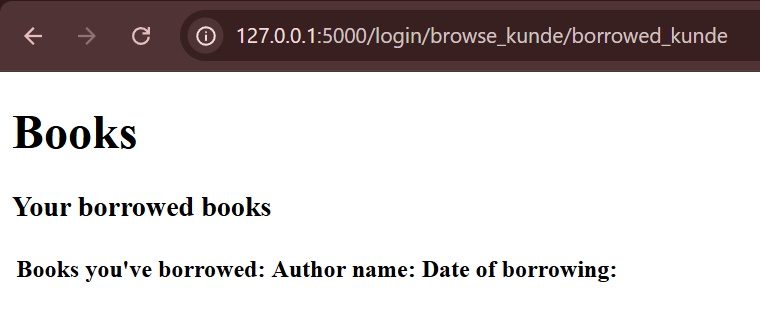 127.0.0.1:5000/login/browse_kunde/borrowed_kunde
Books
Your borrowed books
Books you've borrowed: Author name: Date of borrowing: